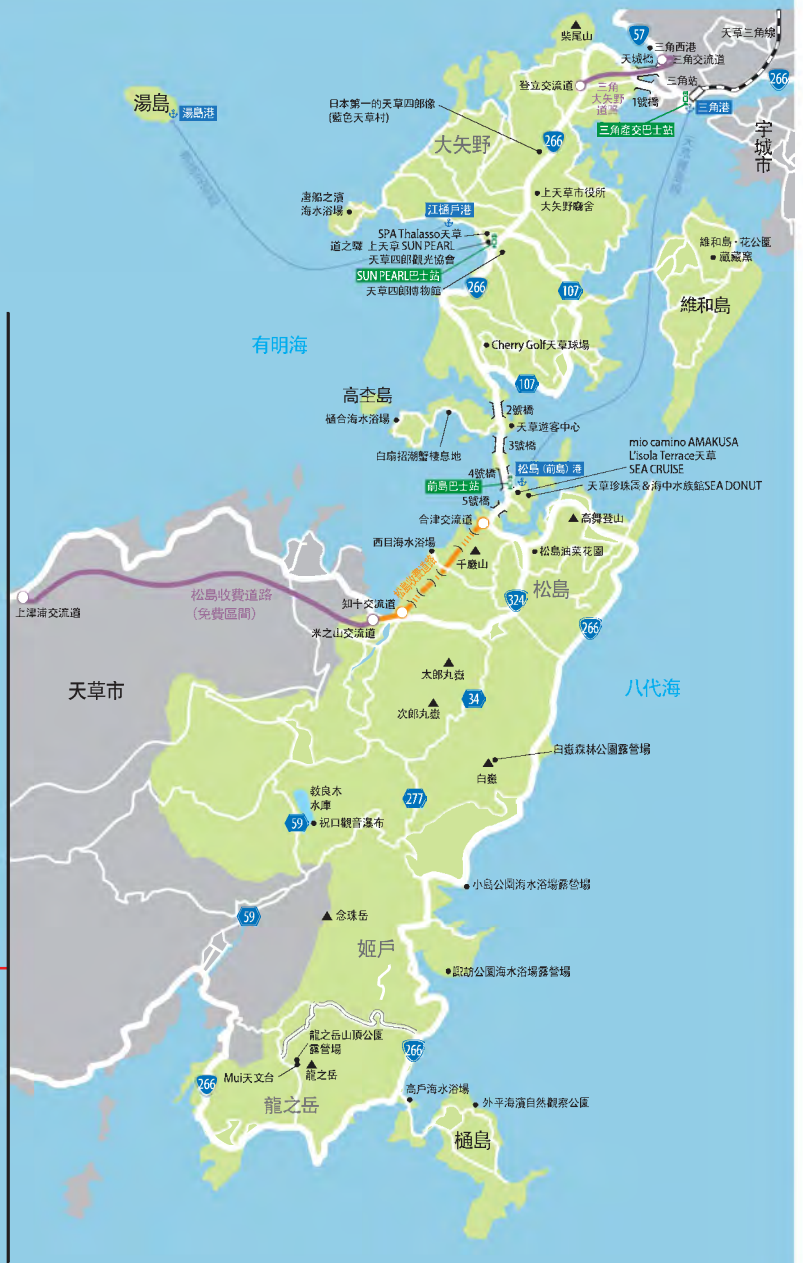 柴尾山
57
三角西港
天草三角線
天城橋
三角交流道
湯島
湯島港
登立交流道
三角
大矢野
道路
三角站
266
1號橋
三角港
三角產交巴士站
宇城市
日本第一的天草四郎像
(藍色天草村)
大矢野
266
上天草市役所
大矢野廳舍
唐船之濱
海水浴場
江樋戶港
SPA Thalasso天草
道之驛 上天草 SUN PEARL
天草四郎觀光協會
SUN PEARL巴士站
天草四郎博物館
266
107
維和島·花公園
藏藏窯
維和島
有明海
Cherry Golf天草球場
107
高杢島
樋合海水浴場
白扇招潮蟹棲息地
2號橋
天草遊客中心
3號橋
4號橋
松島 (前島) 港
前島巴士站
5號橋
mio camino AMAKUSA
L'isola Terrace天草
SEA CRUISE
天草珍珠區&海中水族館SEA DONUT
合津交流道
高舞登山
西目海水浴場
千巖山
松島油菜花園
松島收費道路
松島
324
266
松島收費道路
(免費區間)
上津浦交流道
知十交流道
米之山交流道
天草市
太郎丸嶽
34
次郎丸嶽
八代海
白嶽森林公園露營場
白嶽
277
教良木
水庫
59
祝口觀音瀑布
小島公園海水浴場露營場
59
念珠岳
姬戶
諏訪公園海水浴場露營場
龍之岳山頂公園
露營場
266
Mui天文台
龍之岳
266
龍之岳
高戶海水浴場
外平海濱自然觀察公園
樋島